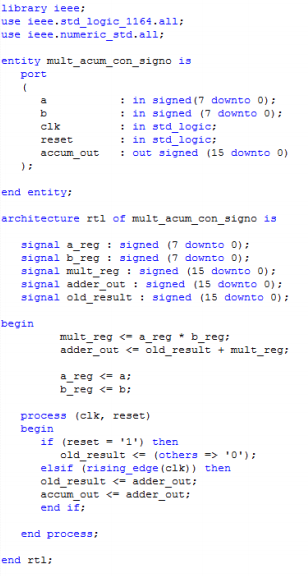 library ieee;
use ieee.std_logic_1164.all;
use ieee.numeric_std.all;
entity mult_acum_con_signo is
port
(
a : in signed(7 downto 0);
b : in signed (7 downto 0);
clk : in std_logic;
reset : in std_logic;
accum_out : out signed (15 downto 0)
);
end entity;
architecture rtl of mult_acum_con_signo is
signal a_reg : signed (7 downto 0);
signal b_reg : signed (7 downto 0);
signal mult_reg : signed (15 downto 0);
signal adder_out : signed (15 downto 0);
signal old_result : signed (15 downto 0);
begin
mult_reg <= a_reg * b_reg;
adder_out <= old_result + mult_reg;
a_reg <= a;
b_reg <= b;
process (clk, reset)
begin
if (reset = '1') then
old_result <= (others => '0');
elsif (rising_edge(clk)) then
old_result <= adder_out;
accum_out <= adder_out;
end if;
end process;
end rtl;